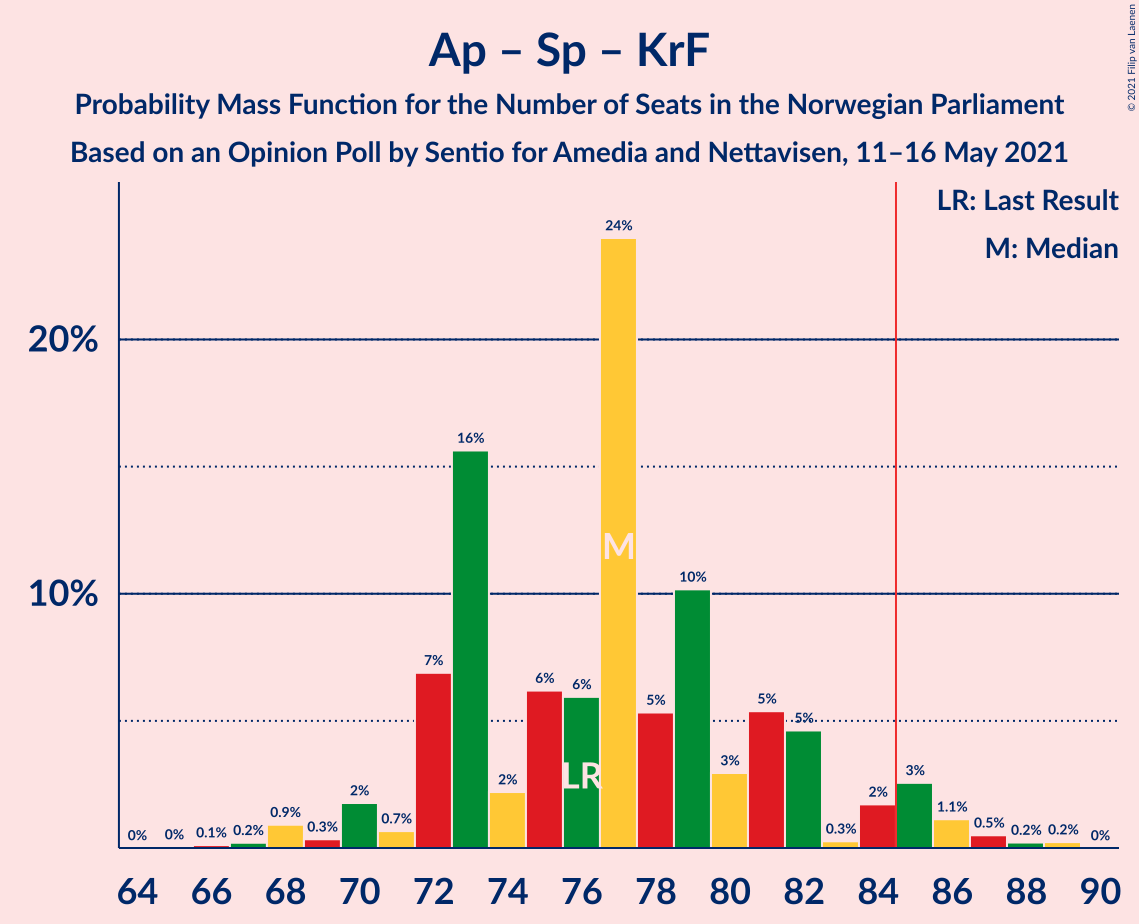 Ap – Sp – KrF
Probability Mass Function for the Number of Seats in the Norwegian Parliament
Based on an Opinion Poll by Sentio for Amedia and Nettavisen, 11–16 May 2021
© 2021 Filip van Laenen
LR: Last Result
M: Median
20%
10%
0% 0% 0.1% 0.2% 0.9% 0.3% 2% 0.7% 7% 16% 2% 6% 6% 24% 5% 10% 3% 5% 5% 0.3% 2% 3% 1.1% 0.5% 0.2% 0.2% 0%
M
LR
64 66 68 70 72 74 76 78 80 82 84 86 88 90